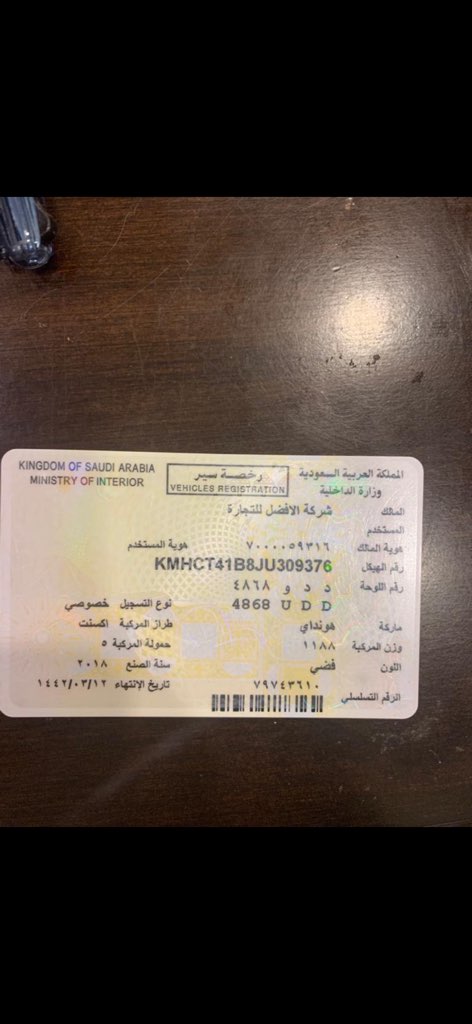 KINGDOM OF SAUDI ARABIA
MINISTRY OF INTERIOR
رخصة سير
VEHICLES REGISTRATION
المملكة العربية السعودية
وزارة الداخلية
المالك شركة الافضل للتجارة
المستخدم
هوية المالك ٧٠٠٠٠٥٩٣١٦ هوية المستخدم
رقم الهيكل KMHCT41B8JU309376
رقم اللوحة د د و ٤٨٦٨
4868 U D D
نوع التسجيل خصوصي
ماركة هونداي طراز المركبة اكسنت
وزن المركبة ١١٨٨ حمولة المركبة ٥
اللون فضي سنة الصنع ٢٠١٨
٧٩٧٤٣٦١٠ تاريخ الإنتهاء ١٤٤٢/٠٣/١٢
الرقم التسلسلي